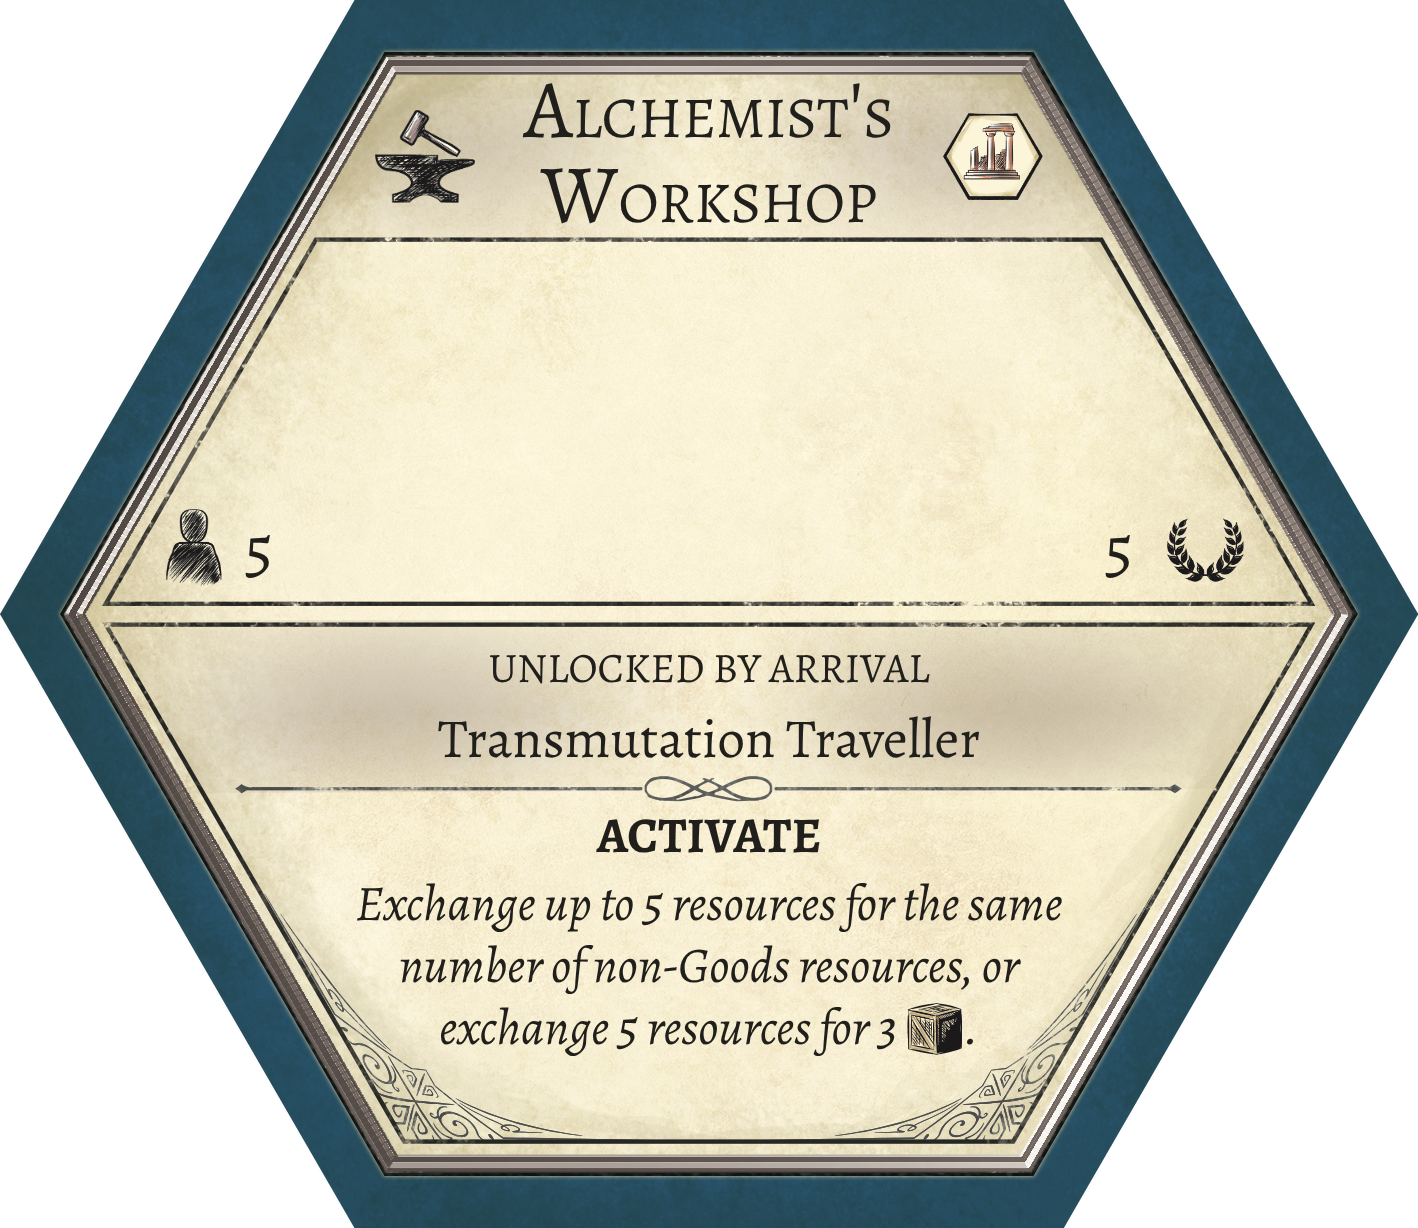 Alchemist's
Workshop
5
5
UNLOCKED BY ARRIVAL
Transmutation Traveller
ACTIVATE
Exchange up to 5 resources for the same
number of non-Goods resources, or
exchange 5 resources for 3 .